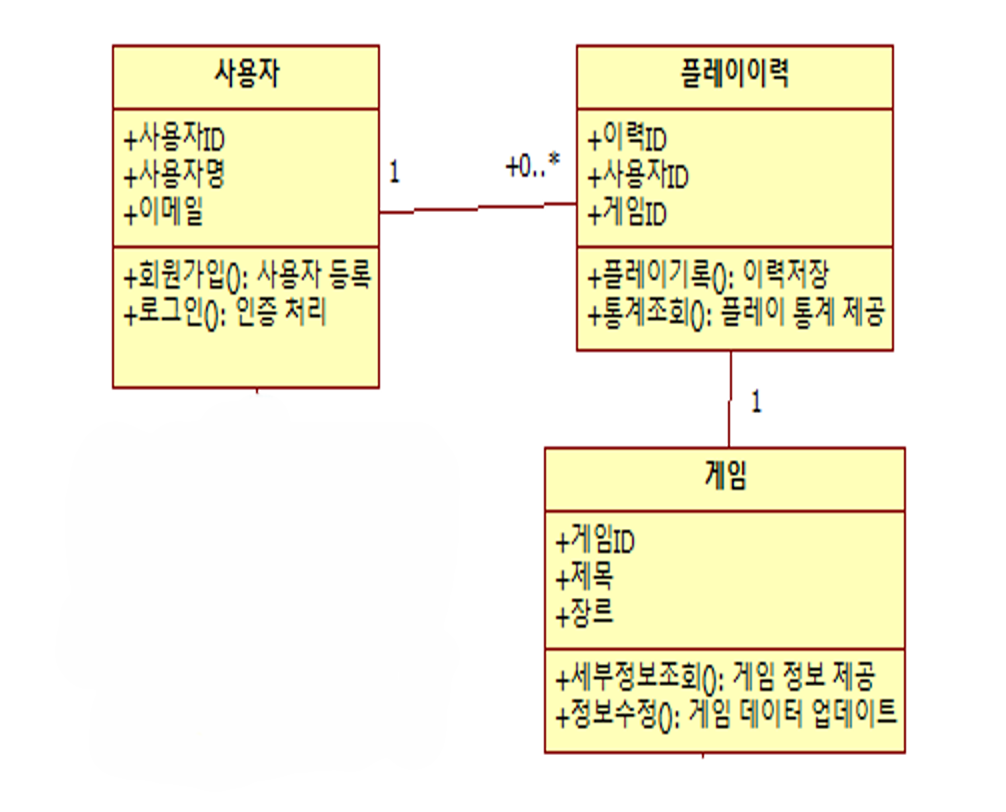 사용자
+사용자ID
+사용자명
+이메일
+회원가입(): 사용자 등록
+로그인(): 인증 처리
1
+0..*
플레이이력
+이력ID
+사용자ID
+게임ID
+플레이기록(): 이력저장
+통계조회(): 플레이 통계 제공
1
게임
+게임ID
+제목
+장르
+세부정보조회(): 게임 정보 제공
+정보수정(): 게임 데이터 업데이트